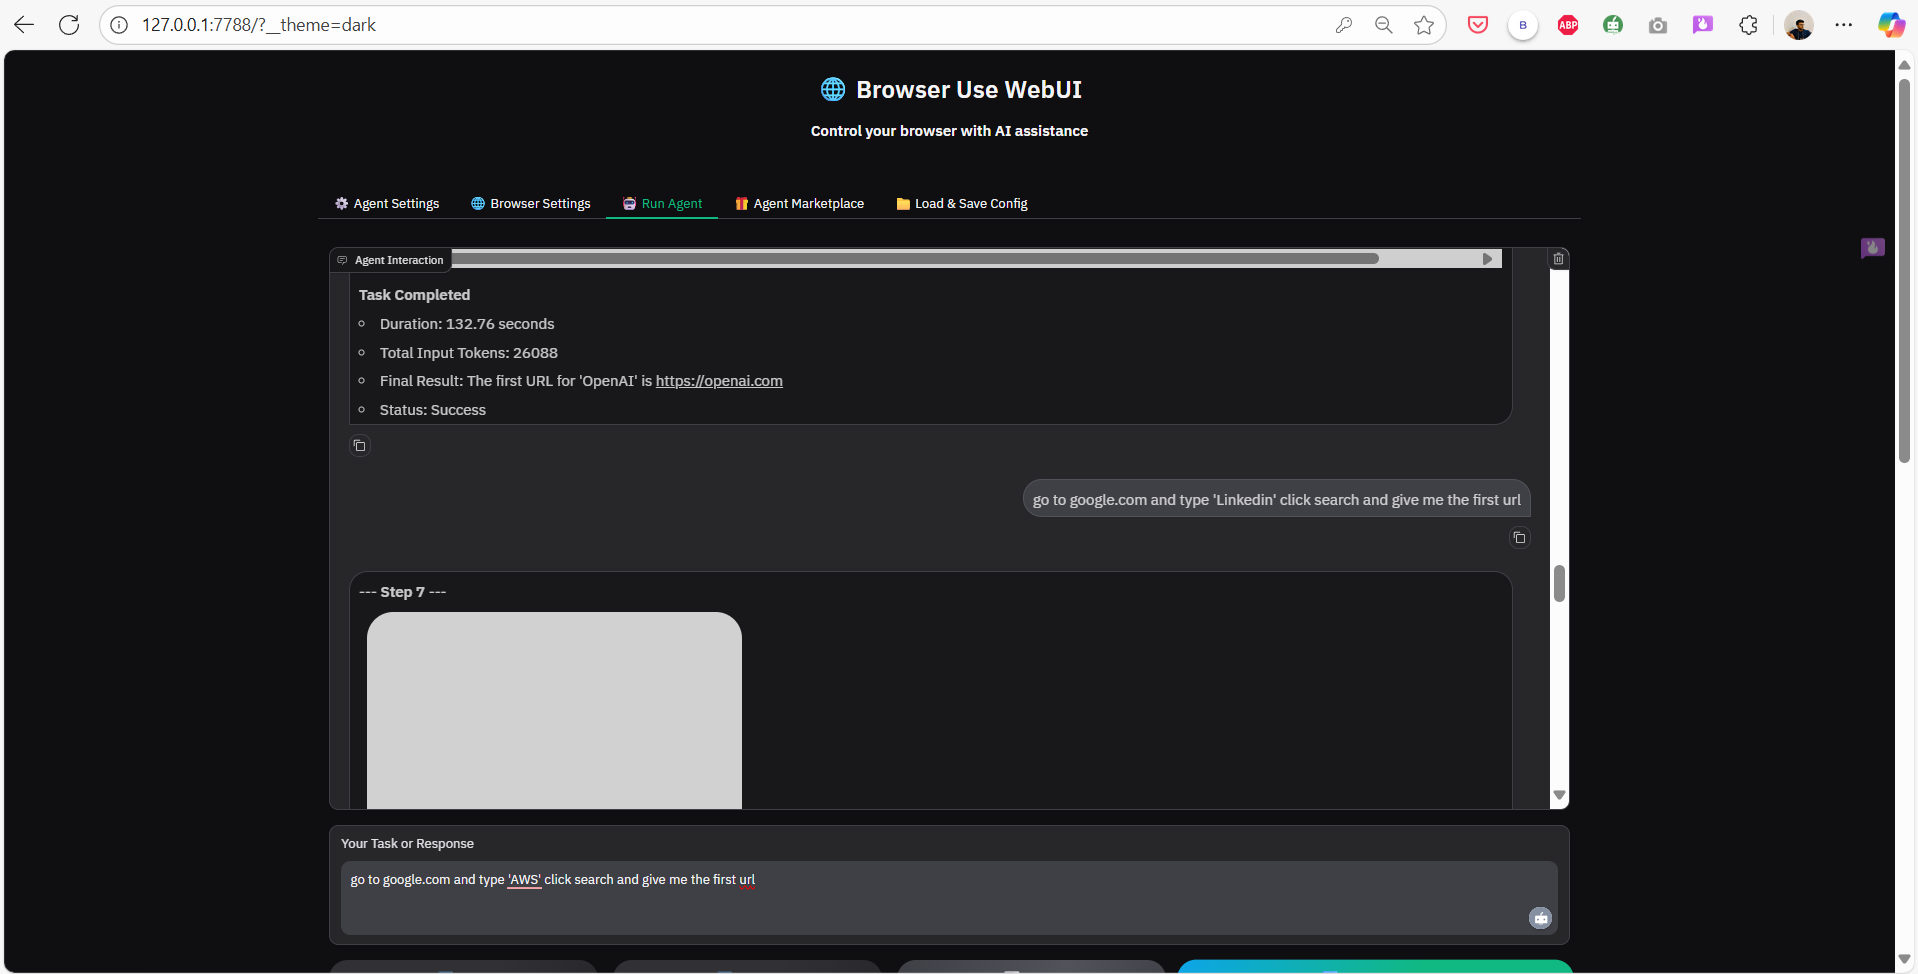 127.0.0.1:7788/?__theme=dark
B
ABP
Browser Use WebUI
Control your browser with AI assistance
Agent Settings
Browser Settings
Run Agent
Agent Marketplace
Load & Save Config
Agent Interaction
Task Completed
Duration: 132.76 seconds
Total Input Tokens: 26088
Final Result: The first URL for 'OpenAI' is https://openai.com
Status: Success
go to google.com and type 'Linkedin' click search and give me the first url
--- Step 7 ---
Your Task or Response
go to google.com and type 'AWS' click search and give me the first url